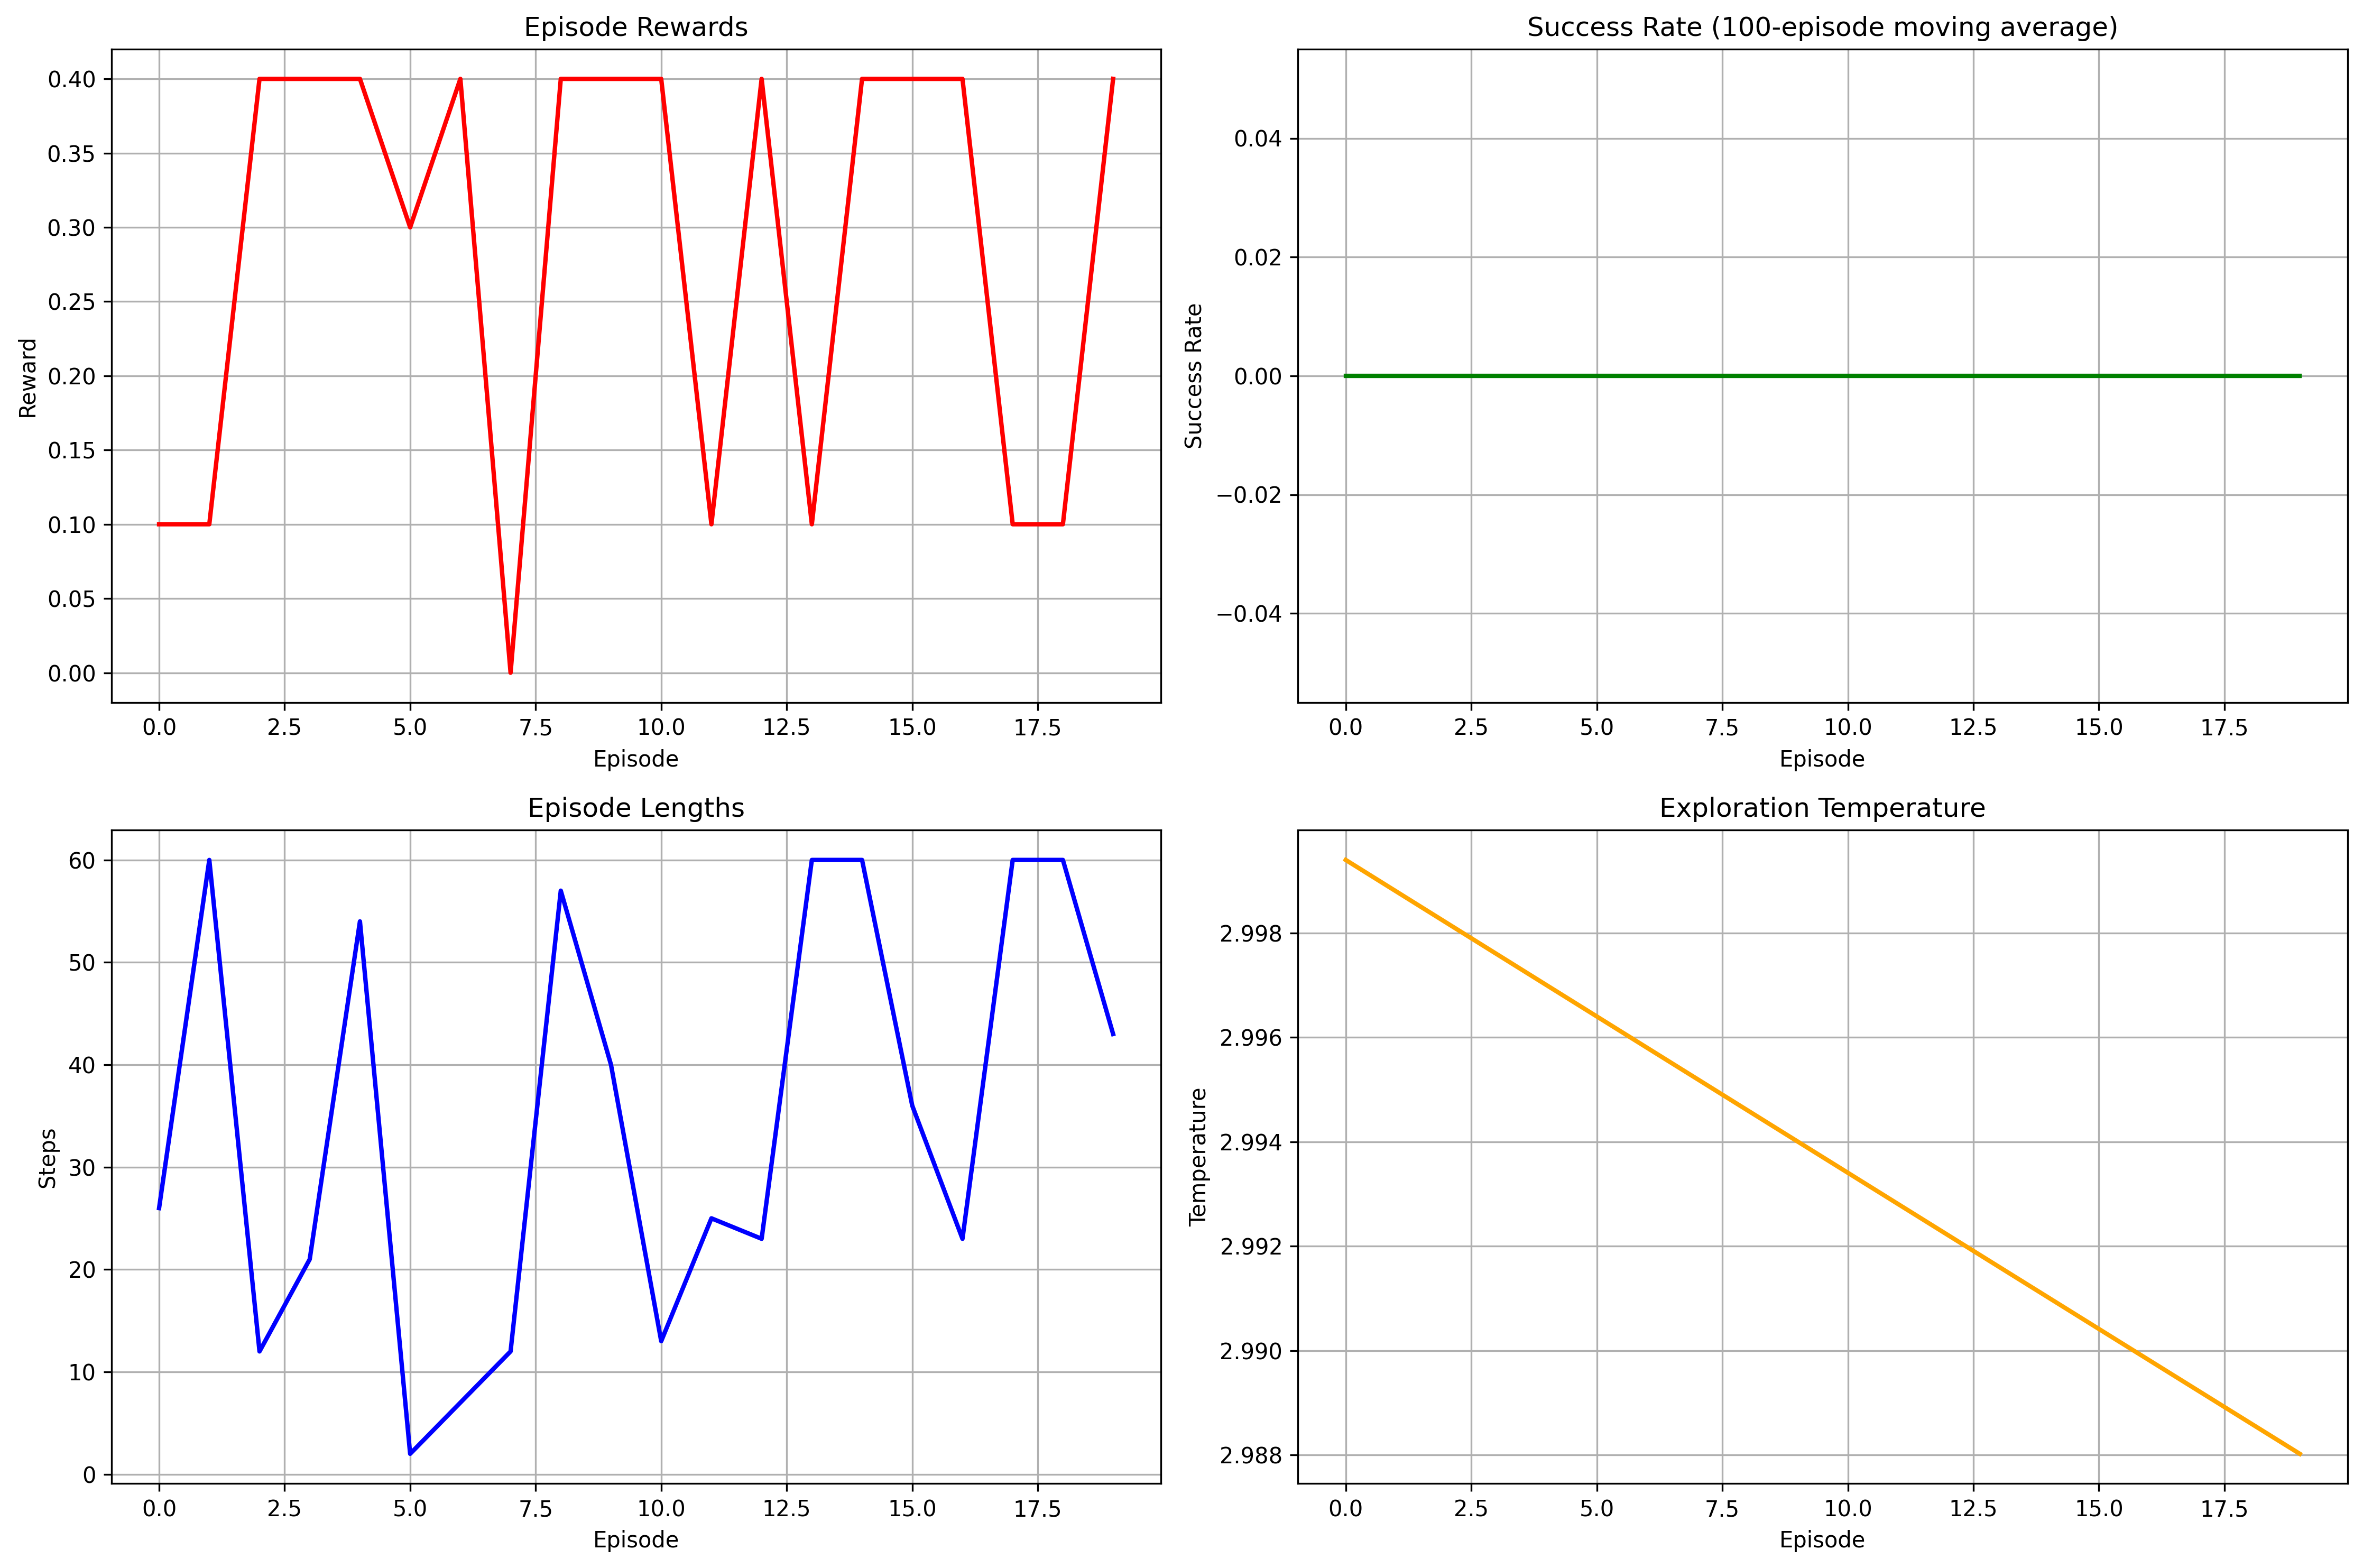 Episode Rewards
0.40
0.35
0.30
0.25
0.20
0.15
0.10
0.05
0.00
Reward
0.0 2.5 5.0 7.5 10.0 12.5 15.0 17.5
Episode
Success Rate (100-episode moving average)
0.04
0.02
0.00
−0.02
−0.04
Success Rate
0.0 2.5 5.0 7.5 10.0 12.5 15.0 17.5
Episode
Episode Lengths
60
50
40
30
20
10
0
Steps
0.0 2.5 5.0 7.5 10.0 12.5 15.0 17.5
Episode
Exploration Temperature
2.998
2.996
2.994
2.992
2.990
2.988
Temperature
0.0 2.5 5.0 7.5 10.0 12.5 15.0 17.5
Episode